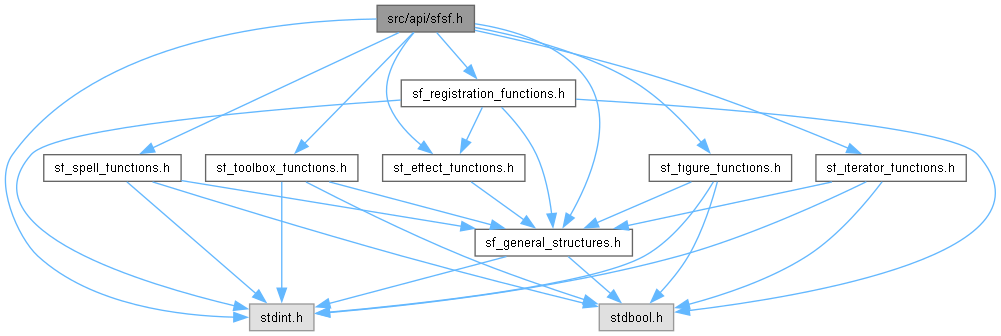 src/api/sfsf.h
sf_registration_functions.h
sf_spell_functions.h
sf_toolbox_functions.h
sf_effect_functions.h
sf_figure_functions.h
sf_iterator_functions.h
sf_general_structures.h
stdint.h
stdbool.h